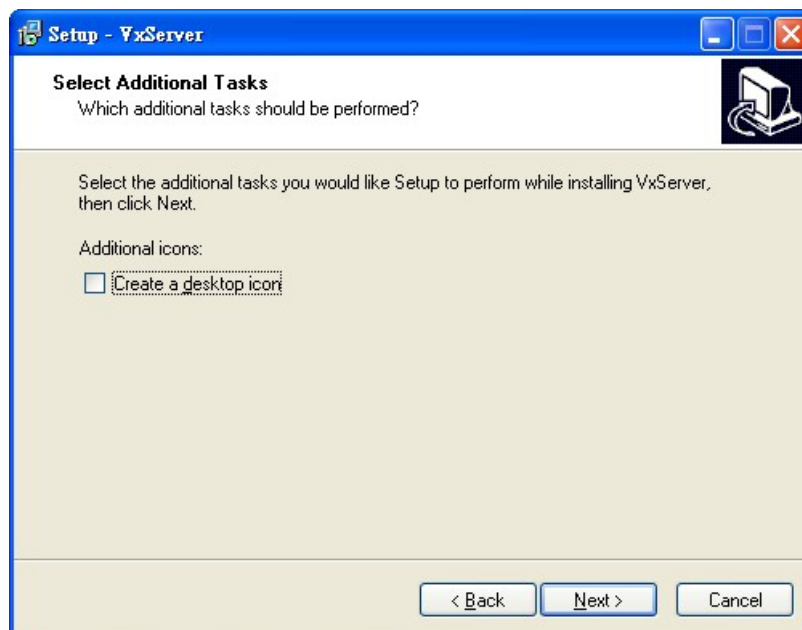 Setup - VxServer
Select Additional Tasks
Which additional tasks should be performed?
Select the additional tasks you would like Setup to perform while installing VxServer,
then click Next.
Additional icons:
Create a desktop icon
< Back
Next >
Cancel